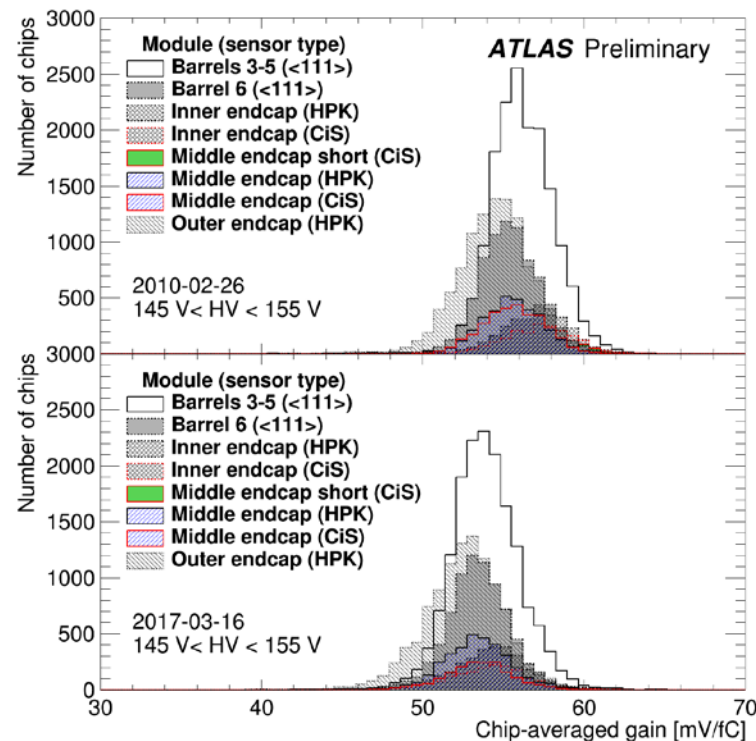 3000
2500
2000
1500
1000
500
Number of chips
Module (sensor type)
Barrels 3-5 (<111>)
Barrel 6 (<111>)
Inner endcap (HPK)
Inner endcap (CiS)
Middle endcap short (CiS)
Middle endcap (HPK)
Middle endcap (CiS)
Outer endcap (HPK)
ATLAS Preliminary
2010-02-26
145 V< HV < 155 V
3000
2500
2000
1500
1000
500
0
Number of chips
Module (sensor type)
Barrels 3-5 (<111>)
Barrel 6 (<111>)
Inner endcap (HPK)
Inner endcap (CiS)
Middle endcap short (CiS)
Middle endcap (HPK)
Middle endcap (CiS)
Outer endcap (HPK)
2017-03-16
145 V< HV < 155 V
30 40 50 60 70
Chip-averaged gain [mV/fC]